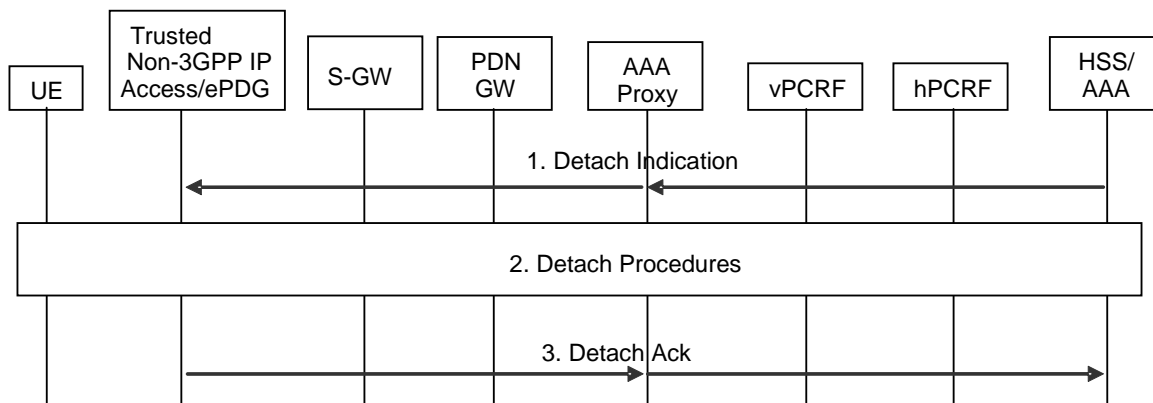 UE
Trusted
Non-3GPP IP
Access/ePDG
S-GW
PDN
GW
AAA
Proxy
vPCRF
hPCRF
HSS/
AAA
1. Detach Indication
2. Detach Procedures
3. Detach Ack